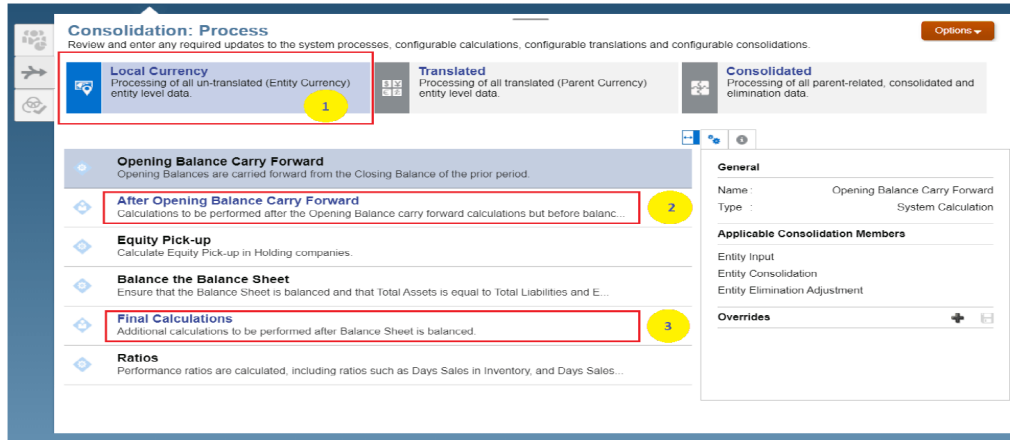 Consolidation: Process
Review and enter any required updates to the system processes, configurable calculations, configurable translations and configurable consolidations.
Options
Local Currency
Processing of all un-translated (Entity Currency)
entity level data.
1
Translated
Processing of all translated (Parent Currency)
entity level data.
Consolidated
Processing of all parent-related, consolidated and
elimination data.
Opening Balance Carry Forward
Opening Balances are carried forward from the Closing Balance of the prior period.
After Opening Balance Carry Forward
Calculations to be performed after the Opening Balance carry forward calculations but before balanc...
2
Equity Pick-up
Calculate Equity Pick-up in Holding companies.
Balance the Balance Sheet
Ensure that the Balance Sheet is balanced and that Total Assets is equal to Total Liabilities and E...
Final Calculations
Additional calculations to be performed after Balance Sheet is balanced.
3
Ratios
Performance ratios are calculated, including ratios such as Days Sales in Inventory, and Days Sales...
General
Name : Opening Balance Carry Forward
Type : System Calculation
Applicable Consolidation Members
Entity Input
Entity Consolidation
Entity Elimination Adjustment
Overrides